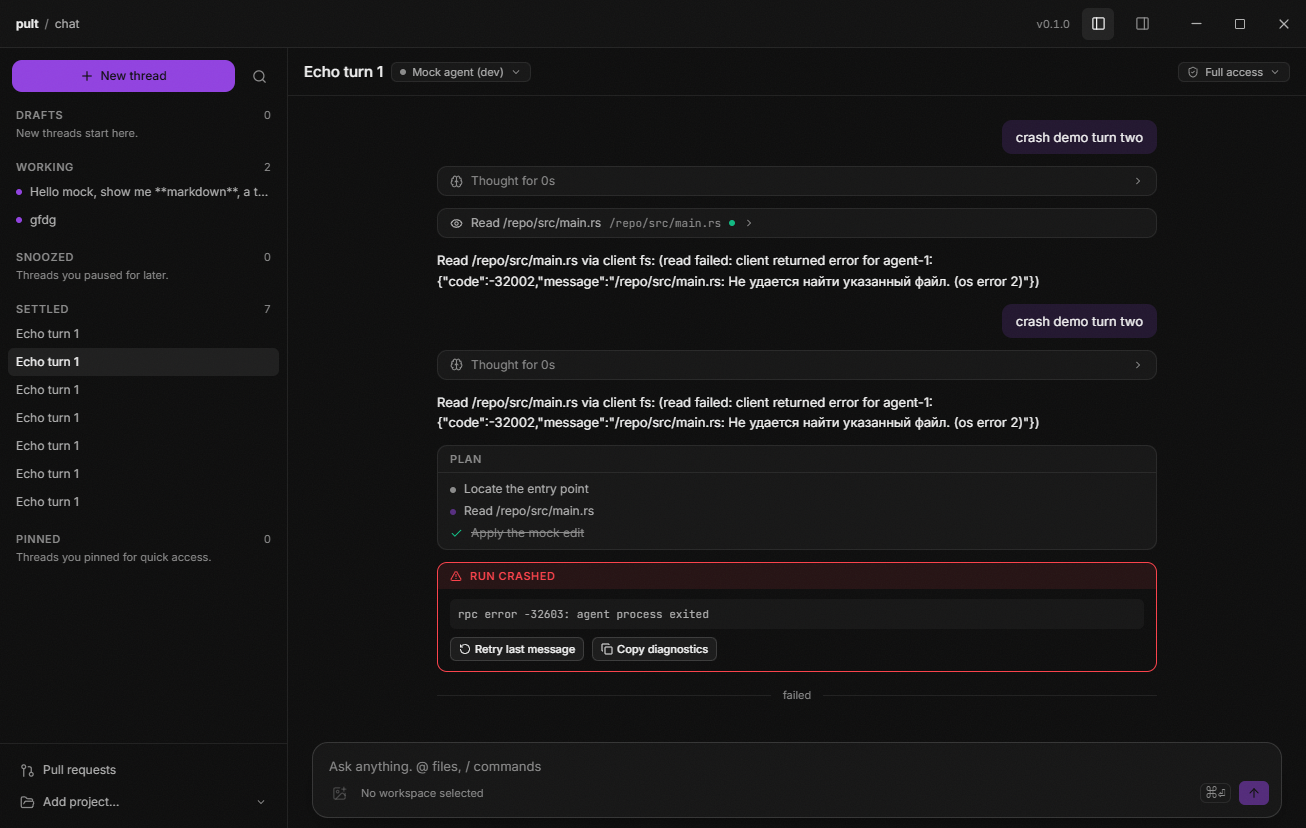 pult / chat
v0.1.0
New thread
DRAFTS 0
New threads start here.
WORKING 2
Hello mock, show me **markdown**, a t...
gfdg
SNOOZED 0
Threads you paused for later.
SETTLED 7
Echo turn 1
Echo turn 1
Echo turn 1
Echo turn 1
Echo turn 1
Echo turn 1
Echo turn 1
PINNED 0
Threads you pinned for quick access.
Pull requests
Add project...
Echo turn 1 Mock agent (dev)
Full access
crash demo turn two
Thought for 0s
Read /repo/src/main.rs /repo/src/main.rs
Read /repo/src/main.rs via client fs: (read failed: client returned error for agent-1:
{"code":-32002,"message":"/repo/src/main.rs: Не удается найти указанный файл. (os error 2)"})
crash demo turn two
Thought for 0s
Read /repo/src/main.rs via client fs: (read failed: client returned error for agent-1:
{"code":-32002,"message":"/repo/src/main.rs: Не удается найти указанный файл. (os error 2)"})
PLAN
Locate the entry point
Read /repo/src/main.rs
Apply the mock edit
RUN CRASHED
rpc error -32603: agent process exited
Retry last message Copy diagnostics
failed
Ask anything. @ files, / commands
No workspace selected
⌘⏎